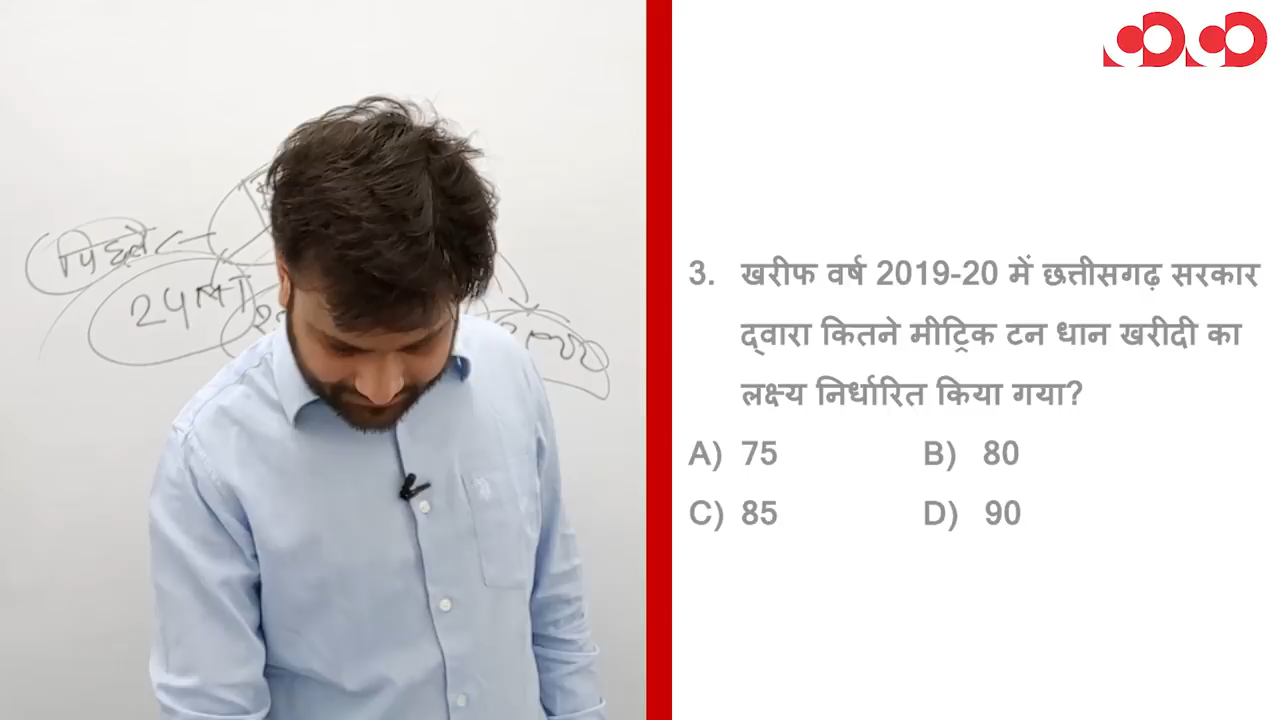 पिछले
3. खरीफ वर्ष 2019-20 में छत्तीसगढ़ सरकार
द्वारा कितने मीट्रिक टन धान खरीदी का
लक्ष्य निर्धारित किया गया?
A) 75 B) 80
C) 85 D) 90